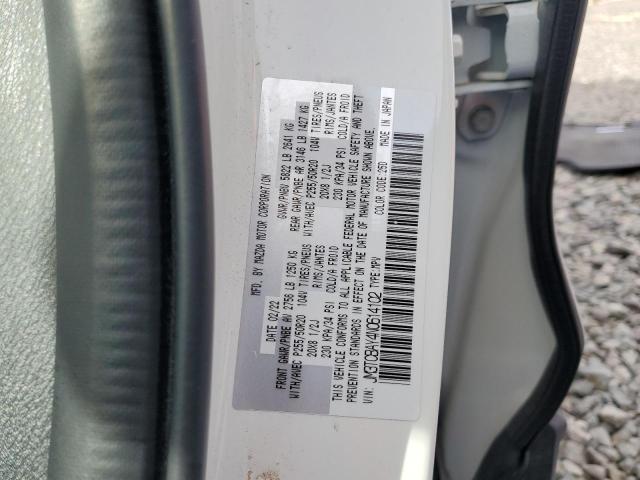 MFD. BY MAZDA MOTOR CORPORATION
DATE 02/22 GVWR/PNBV 5822 LB 2641 KG
FRONT GAWR/PNBE AV 2756 LB 1250 KG REAR GAWR/PNBE AR 3146 LB 1427 KG
WITH/AVEC P255/50R20 104V TIRES/PNEUS WITH/AVEC P255/50R20 104V TIRES/PNEUS
20X8 1/2J RIMS/JANTES 20X8 1/2J RIMS/JANTES
230 KPA/34 PSI COLD/A FROID 230 KPA/34 PSI COLD/A FROID
THIS VEHICLE CONFORMS TO ALL APPLICABLE FEDERAL MOTOR VEHICLE SAFETY AND THEFT
PREVENTION STANDARDS IN EFFECT ON THE DATE OF MANUFACTURE SHOWN ABOVE.
VIN: JM3TCBAY4N0614102 TYPE:MPV COLOR CODE:25D MADE IN JAPAN